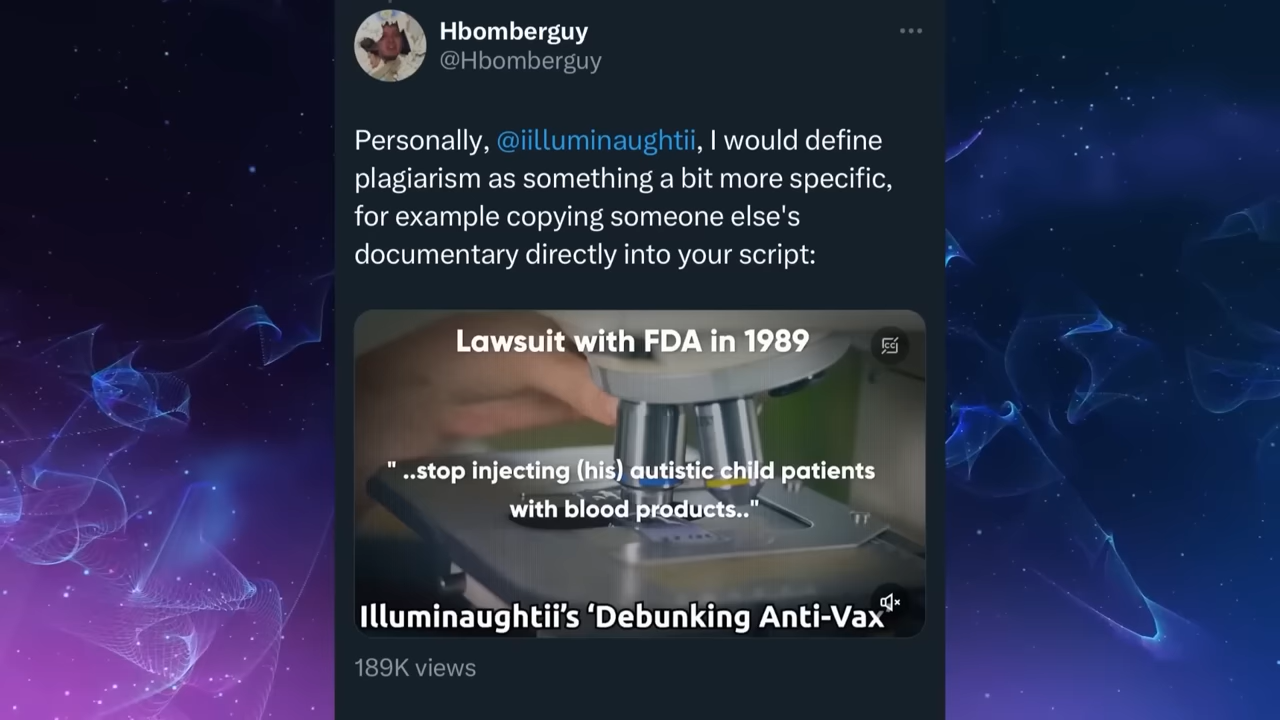 Hbomberguy
@Hbomberguy
Personally, @iilluminaughtii, I would define
plagiarism as something a bit more specific,
for example copying someone else's
documentary directly into your script:
Lawsuit with FDA in 1989
" ..stop injecting (his) autistic child patients
with blood products.."
Illuminaughtii’s ‘Debunking Anti-Vax’
189K views